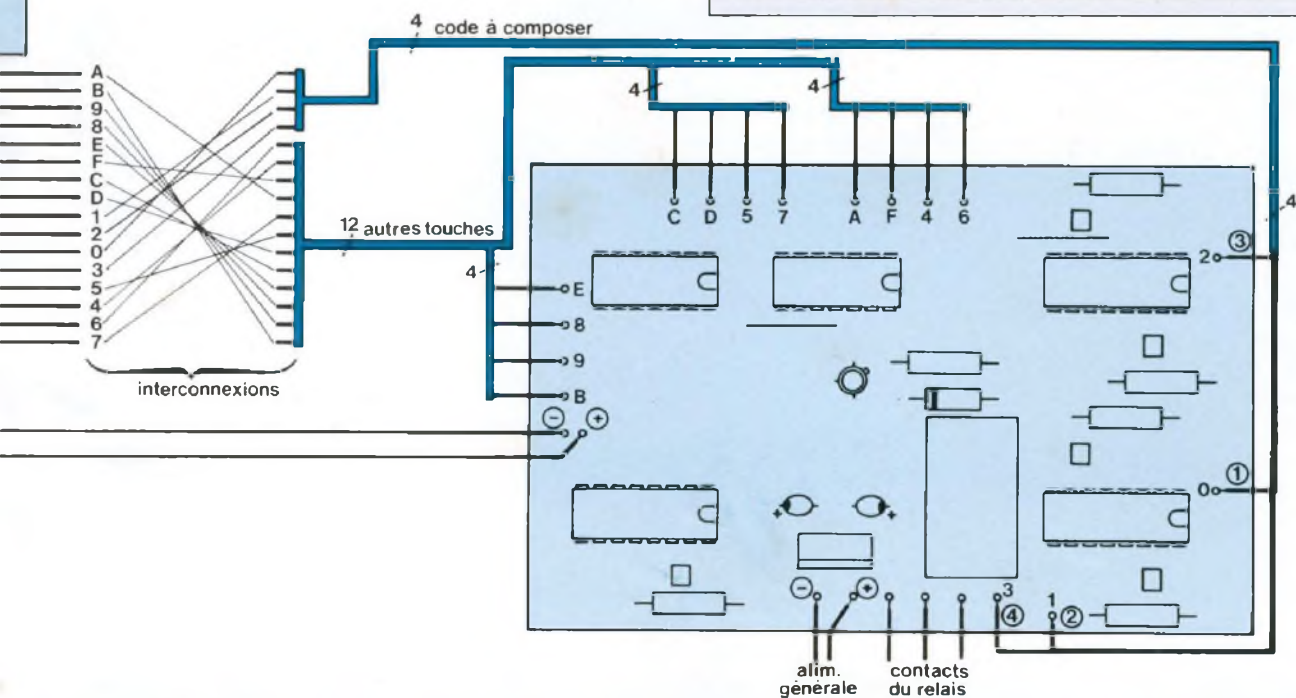 4 code à composer
4
4
4
A
B
9
8
E
F
C
D
1
2
0
3
5
4
6
7
interconnexions
12 autres touches
4
C D 5 7
A F 4 6
E
8
9
B
− +
2 ③
0 ①
− +
3
④
1 ②
alim.
générale
contacts
du relais